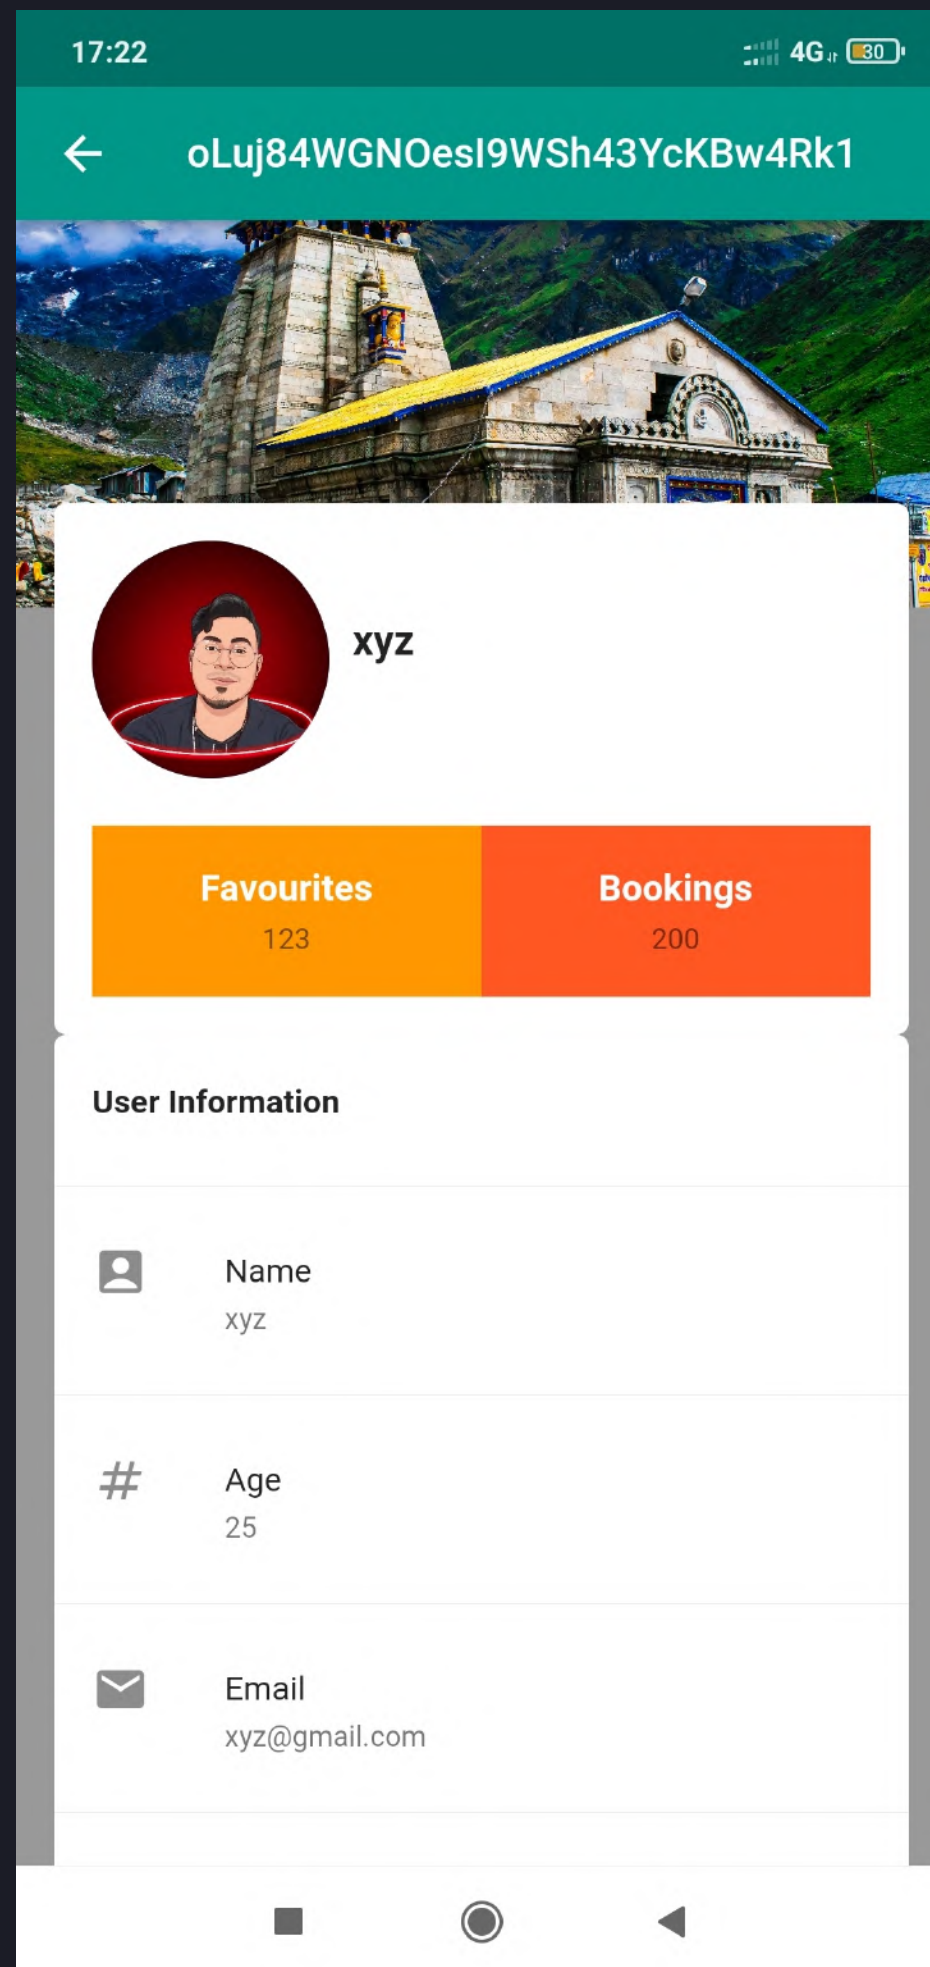 17:22
4G 30
oLuj84WGNOesI9WSh43YcKBw4Rk1
xyz
Favourites
123
Bookings
200
User Information
Name
xyz
Age
25
Email
xyz@gmail.com